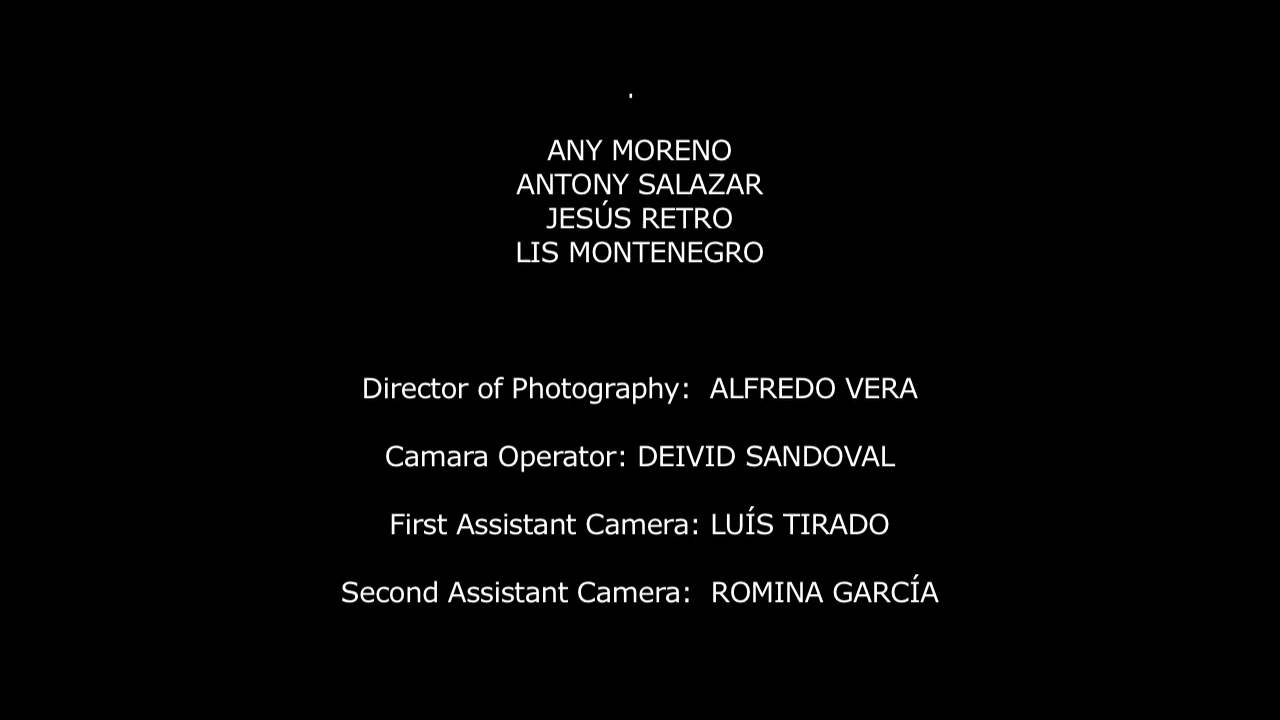 ANY MORENO
ANTONY SALAZAR
JESÚS RETRO
LIS MONTENEGRO
Director of Photography: ALFREDO VERA
Camara Operator: DEIVID SANDOVAL
First Assistant Camera: LUÍS TIRADO
Second Assistant Camera: ROMINA GARCÍA